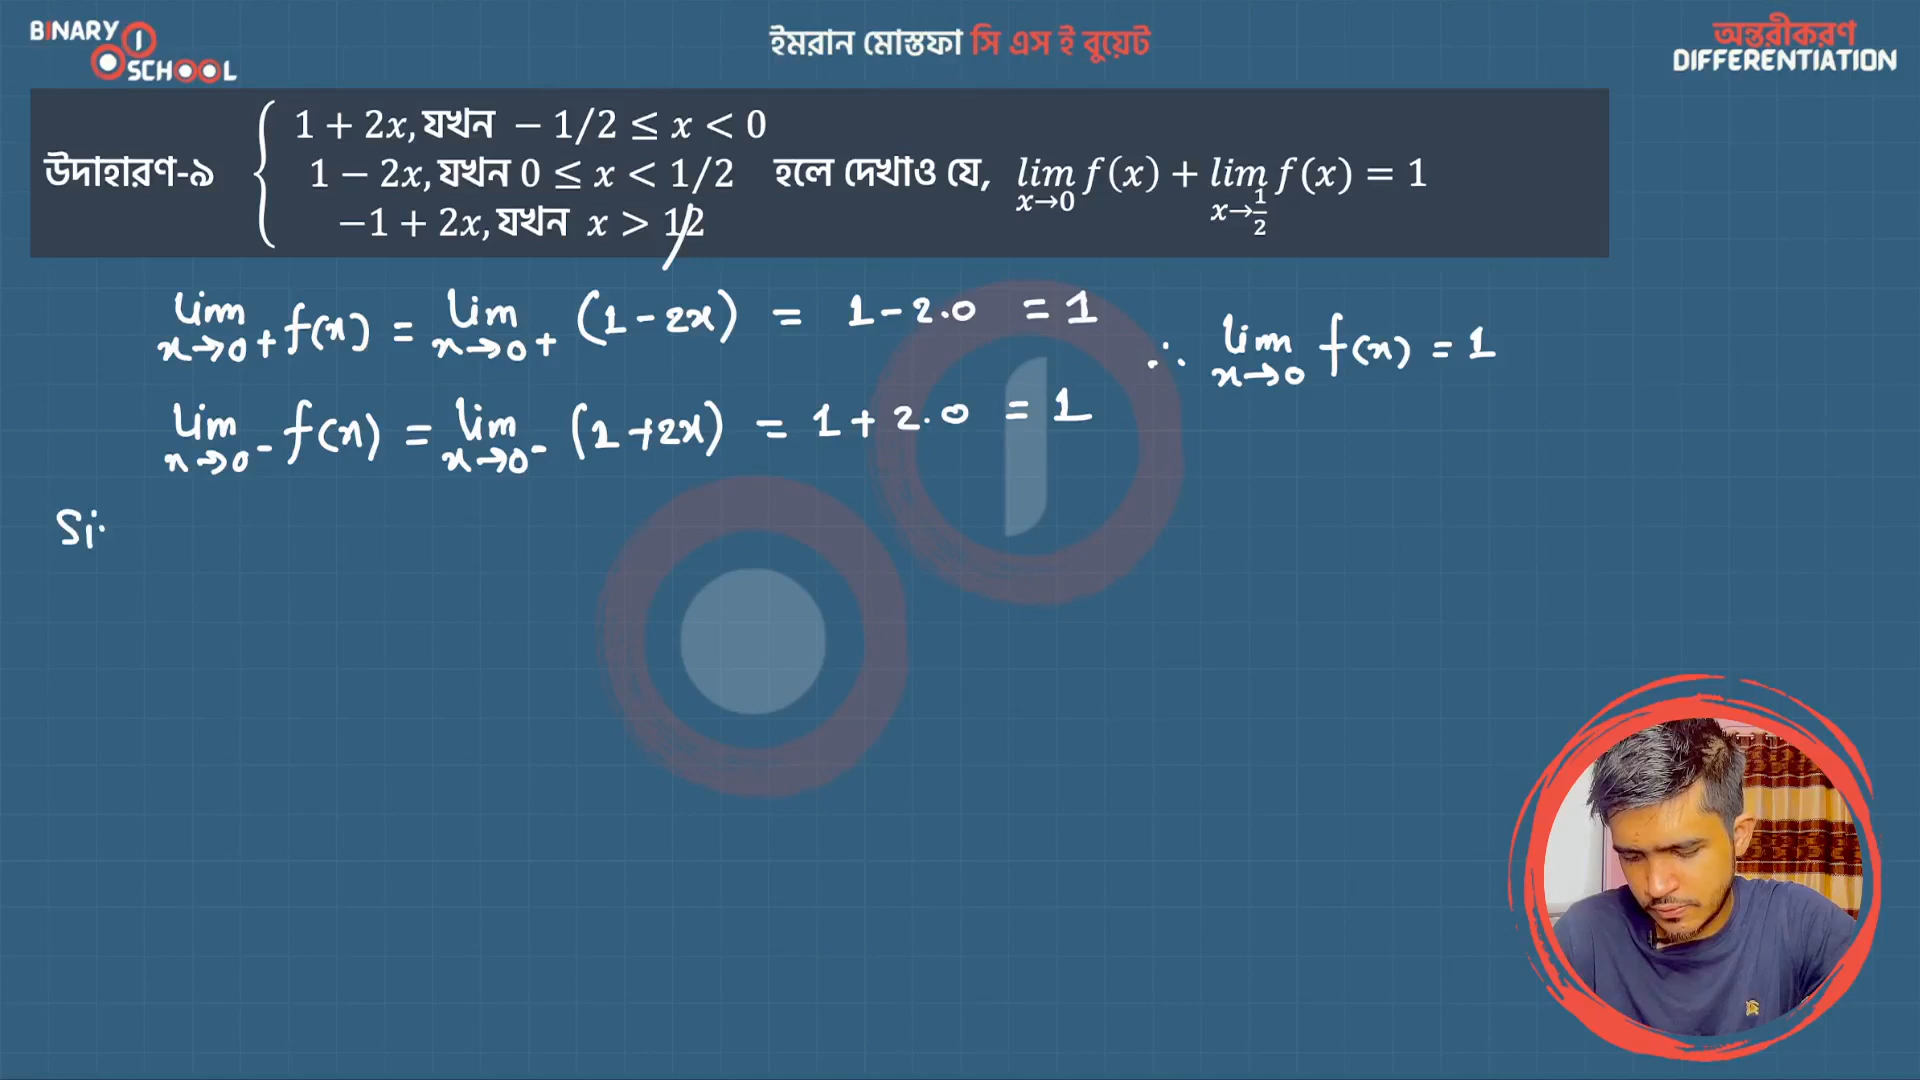 BINARY
SCHOOL
ইমরান মোস্তফা সি এস ই বুয়েট
অন্তরীকরণ
DIFFERENTIATION
1 + 2x, যখন − 1/2 ≤ x < 0
উদাহারণ-৯ { 1 − 2x, যখন 0 ≤ x < 1/2 হলে দেখাও যে, lim x→0 f(x) + lim x→1/2 f(x) = 1
−1 + 2x, যখন x > 1/2
lim x→0+ f(x) = lim x→0+ (1-2x) = 1-2.0 = 1
∴ lim x→0 f(x) = 1
lim x→0- f(x) = lim x→0- (1+2x) = 1+2.0 = 1
Si